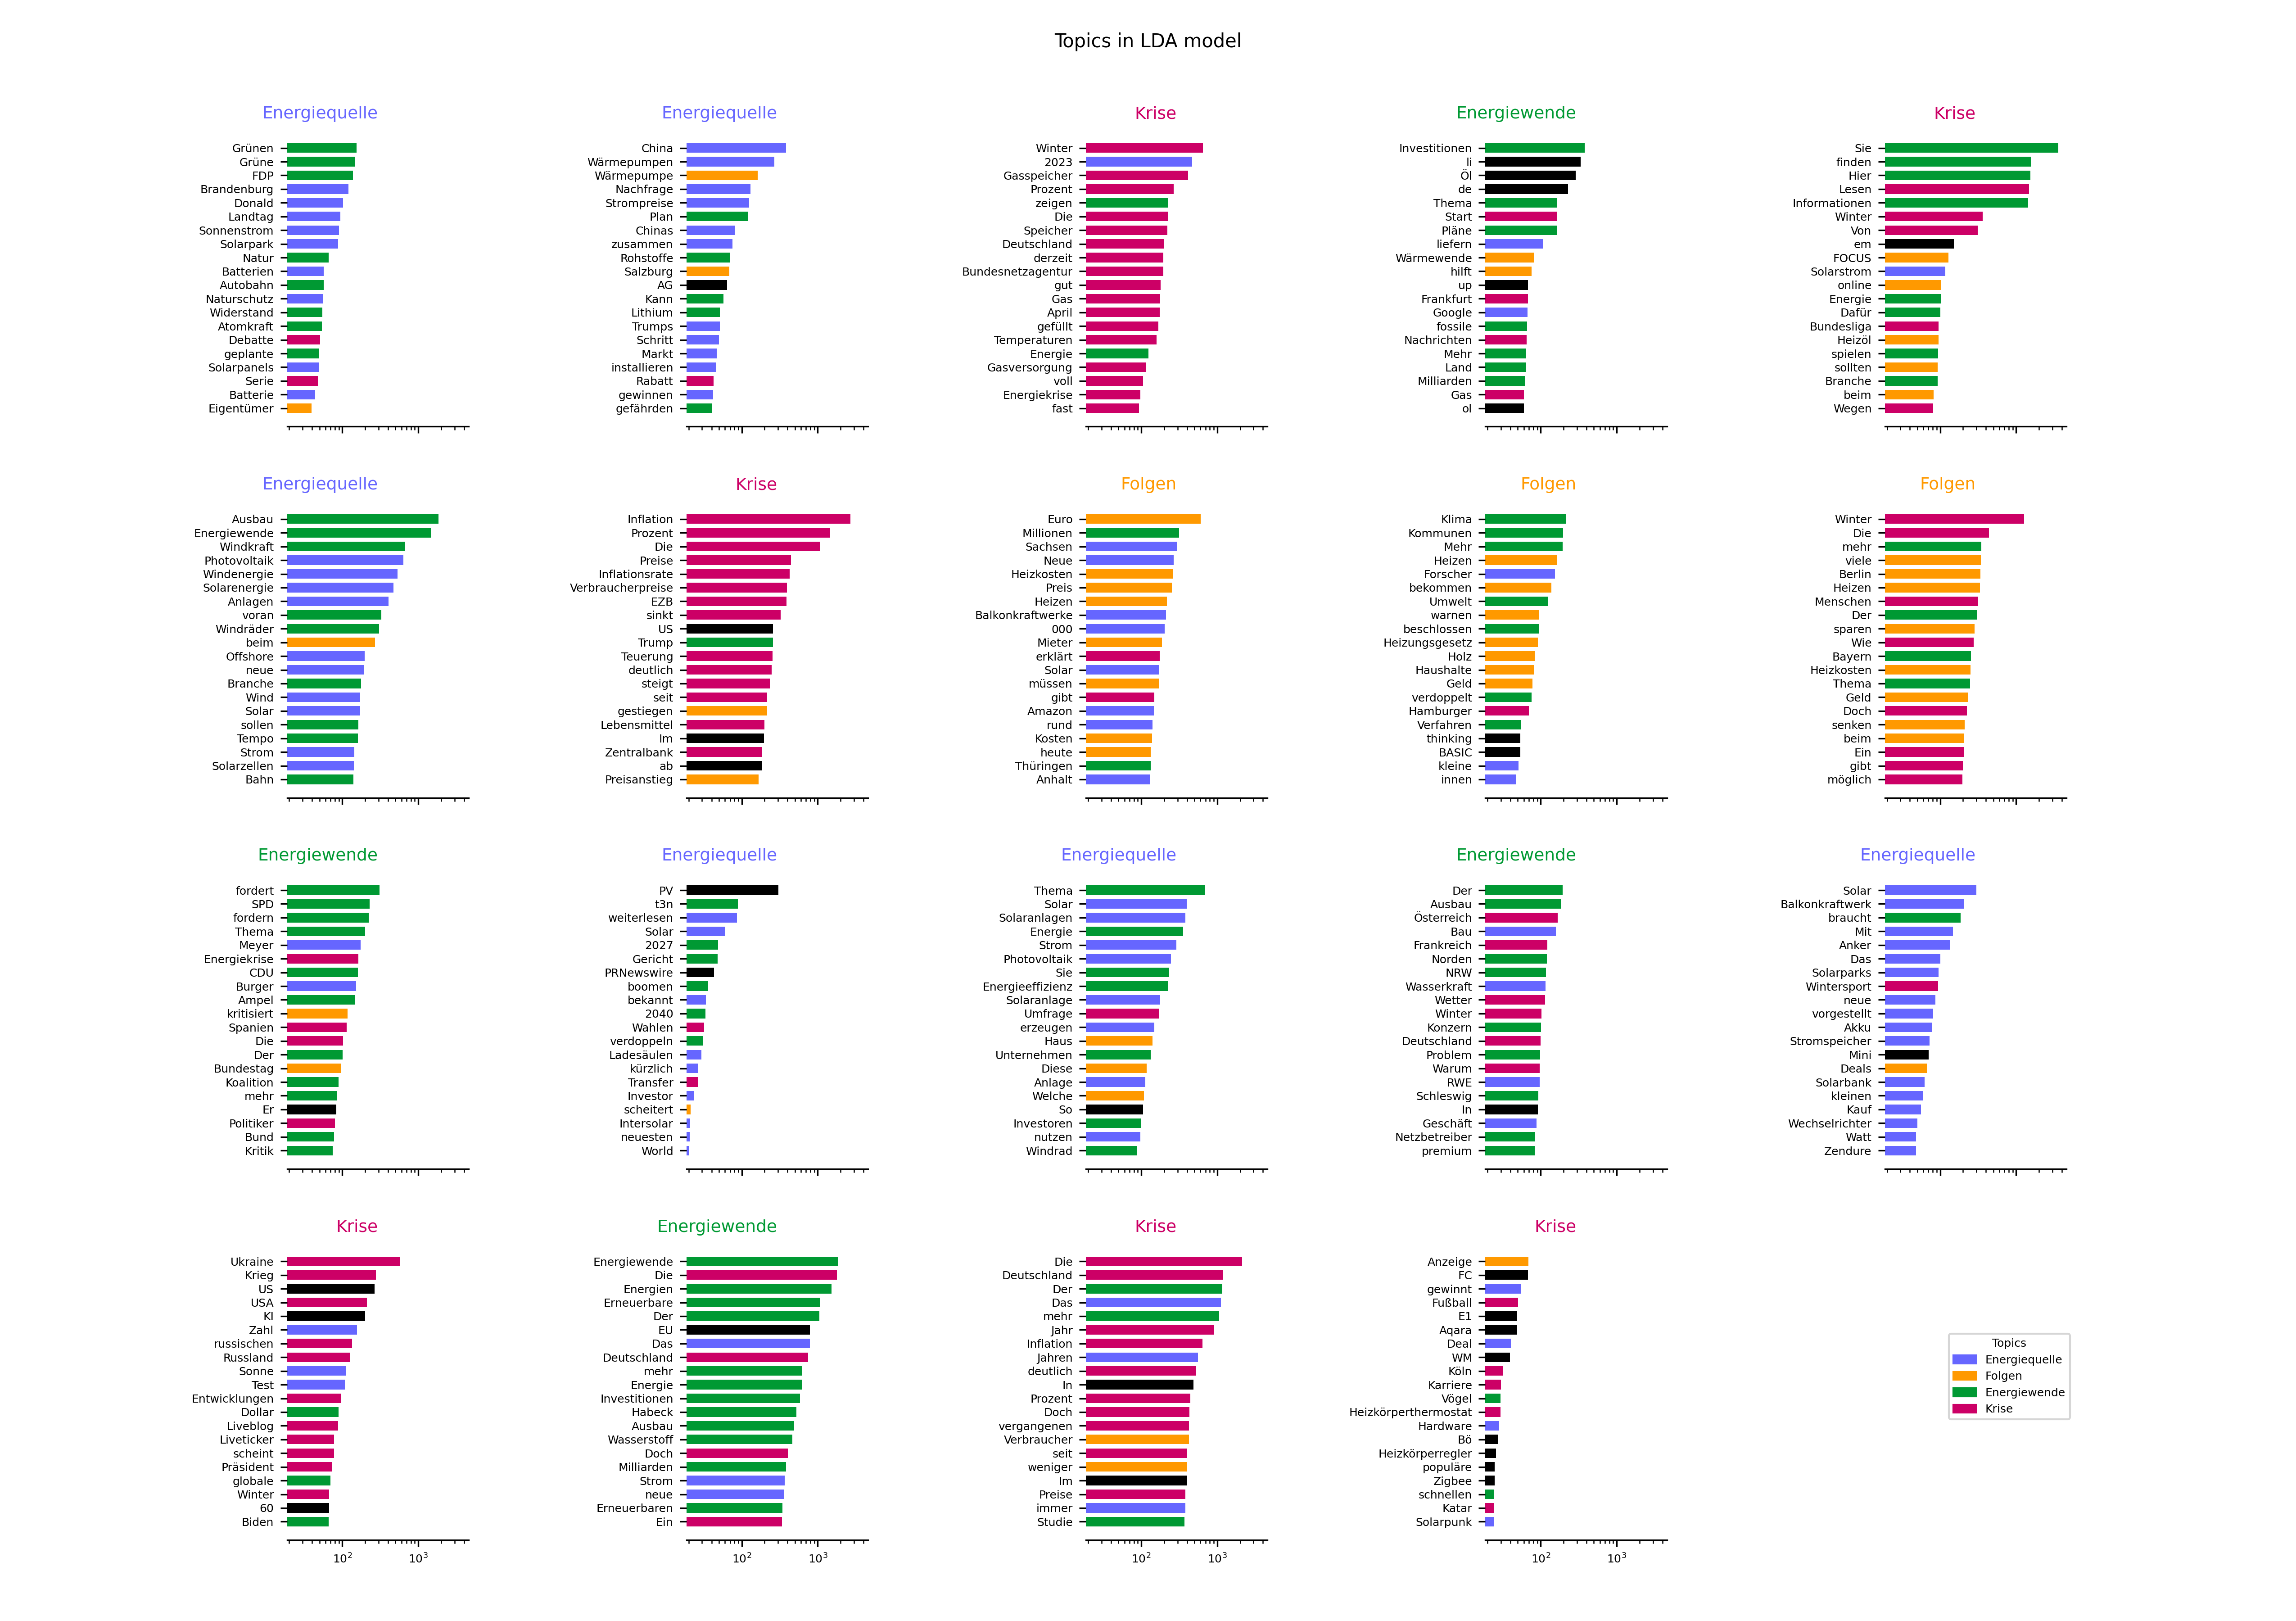 Topics in LDA model
Energiequelle
Grünen
Grüne
FDP
Brandenburg
Donald
Landtag
Sonnenstrom
Solarpark
Natur
Batterien
Autobahn
Naturschutz
Widerstand
Atomkraft
Debatte
geplante
Solarpanels
Serie
Batterie
Eigentümer
Energiequelle
China
Wärmepumpen
Wärmepumpe
Nachfrage
Strompreise
Plan
Chinas
zusammen
Rohstoffe
Salzburg
AG
Kann
Lithium
Trumps
Schritt
Markt
installieren
Rabatt
gewinnen
gefährden
Krise
Winter
2023
Gasspeicher
Prozent
zeigen
Die
Speicher
Deutschland
derzeit
Bundesnetzagentur
gut
Gas
April
gefüllt
Temperaturen
Energie
Gasversorgung
voll
Energiekrise
fast
Energiewende
Investitionen
li
Öl
de
Thema
Start
Pläne
liefern
Wärmewende
hilft
up
Frankfurt
Google
fossile
Nachrichten
Mehr
Land
Milliarden
Gas
ol
Krise
Sie
finden
Hier
Lesen
Informationen
Winter
Von
em
FOCUS
Solarstrom
online
Energie
Dafür
Bundesliga
Heizöl
spielen
sollten
Branche
beim
Wegen
Energiequelle
Ausbau
Energiewende
Windkraft
Photovoltaik
Windenergie
Solarenergie
Anlagen
voran
Windräder
beim
Offshore
neue
Branche
Wind
Solar
sollen
Tempo
Strom
Solarzellen
Bahn
Krise
Inflation
Prozent
Die
Preise
Inflationsrate
Verbraucherpreise
EZB
sinkt
US
Trump
Teuerung
deutlich
steigt
seit
gestiegen
Lebensmittel
Im
Zentralbank
ab
Preisanstieg
Folgen
Euro
Millionen
Sachsen
Neue
Heizkosten
Preis
Heizen
Balkonkraftwerke
000
Mieter
erklärt
Solar
müssen
gibt
Amazon
rund
Kosten
heute
Thüringen
Anhalt
Folgen
Klima
Kommunen
Mehr
Heizen
Forscher
bekommen
Umwelt
warnen
beschlossen
Heizungsgesetz
Holz
Haushalte
Geld
verdoppelt
Hamburger
Verfahren
thinking
BASIC
kleine
innen
Folgen
Winter
Die
mehr
viele
Berlin
Heizen
Menschen
Der
sparen
Wie
Bayern
Heizkosten
Thema
Geld
Doch
senken
beim
Ein
gibt
möglich
Energiewende
fordert
SPD
fordern
Thema
Meyer
Energiekrise
CDU
Burger
Ampel
kritisiert
Spanien
Die
Der
Bundestag
Koalition
mehr
Er
Politiker
Bund
Kritik
Energiequelle
PV
t3n
weiterlesen
Solar
2027
Gericht
PRNewswire
boomen
bekannt
2040
Wahlen
verdoppeln
Ladesäulen
kürzlich
Transfer
Investor
scheitert
Intersolar
neuesten
World
Energiequelle
Thema
Solar
Solaranlagen
Energie
Strom
Photovoltaik
Sie
Energieeffizienz
Solaranlage
Umfrage
erzeugen
Haus
Unternehmen
Diese
Anlage
Welche
So
Investoren
nutzen
Windrad
Energiewende
Der
Ausbau
Österreich
Bau
Frankreich
Norden
NRW
Wasserkraft
Wetter
Winter
Konzern
Deutschland
Problem
Warum
RWE
Schleswig
In
Geschäft
Netzbetreiber
premium
Energiequelle
Solar
Balkonkraftwerk
braucht
Mit
Anker
Das
Solarparks
Wintersport
neue
vorgestellt
Akku
Stromspeicher
Mini
Deals
Solarbank
kleinen
Kauf
Wechselrichter
Watt
Zendure
Krise
Ukraine
Krieg
US
USA
KI
Zahl
russischen
Russland
Sonne
Test
Entwicklungen
Dollar
Liveblog
Liveticker
scheint
Präsident
globale
Winter
60
Biden
10² 10³
Energiewende
Energiewende
Die
Energien
Erneuerbare
Der
EU
Das
Deutschland
mehr
Energie
Investitionen
Habeck
Ausbau
Wasserstoff
Doch
Milliarden
Strom
neue
Erneuerbaren
Ein
10² 10³
Krise
Die
Deutschland
Der
Das
mehr
Jahr
Inflation
Jahren
deutlich
In
Prozent
Doch
vergangenen
Verbraucher
seit
weniger
Im
Preise
immer
Studie
10² 10³
Krise
Anzeige
FC
gewinnt
Fußball
E1
Aqara
Deal
WM
Köln
Karriere
Vögel
Heizkörperthermostat
Hardware
Bö
Heizkörperregler
populäre
Zigbee
schnellen
Katar
Solarpunk
10² 10³
Topics
Energiequelle
Folgen
Energiewende
Krise